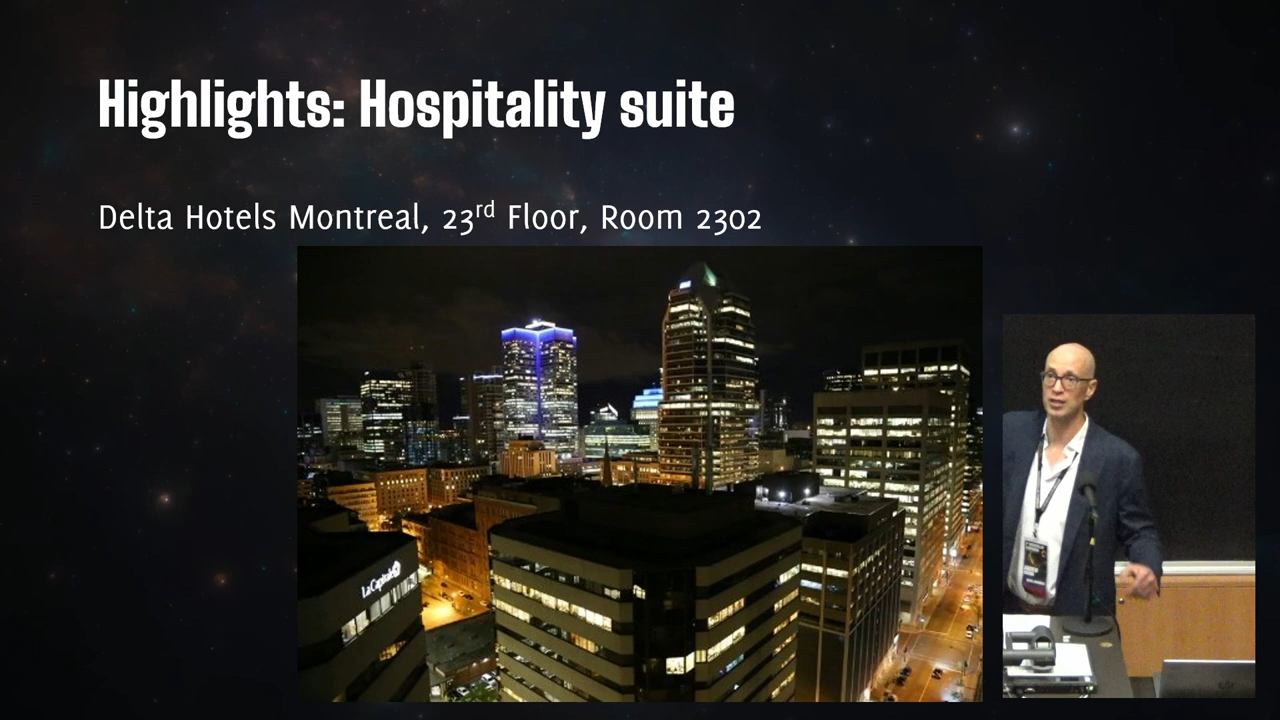 Highlights: Hospitality suite
Delta Hotels Montreal, 23rd Floor, Room 2302
La Capitale